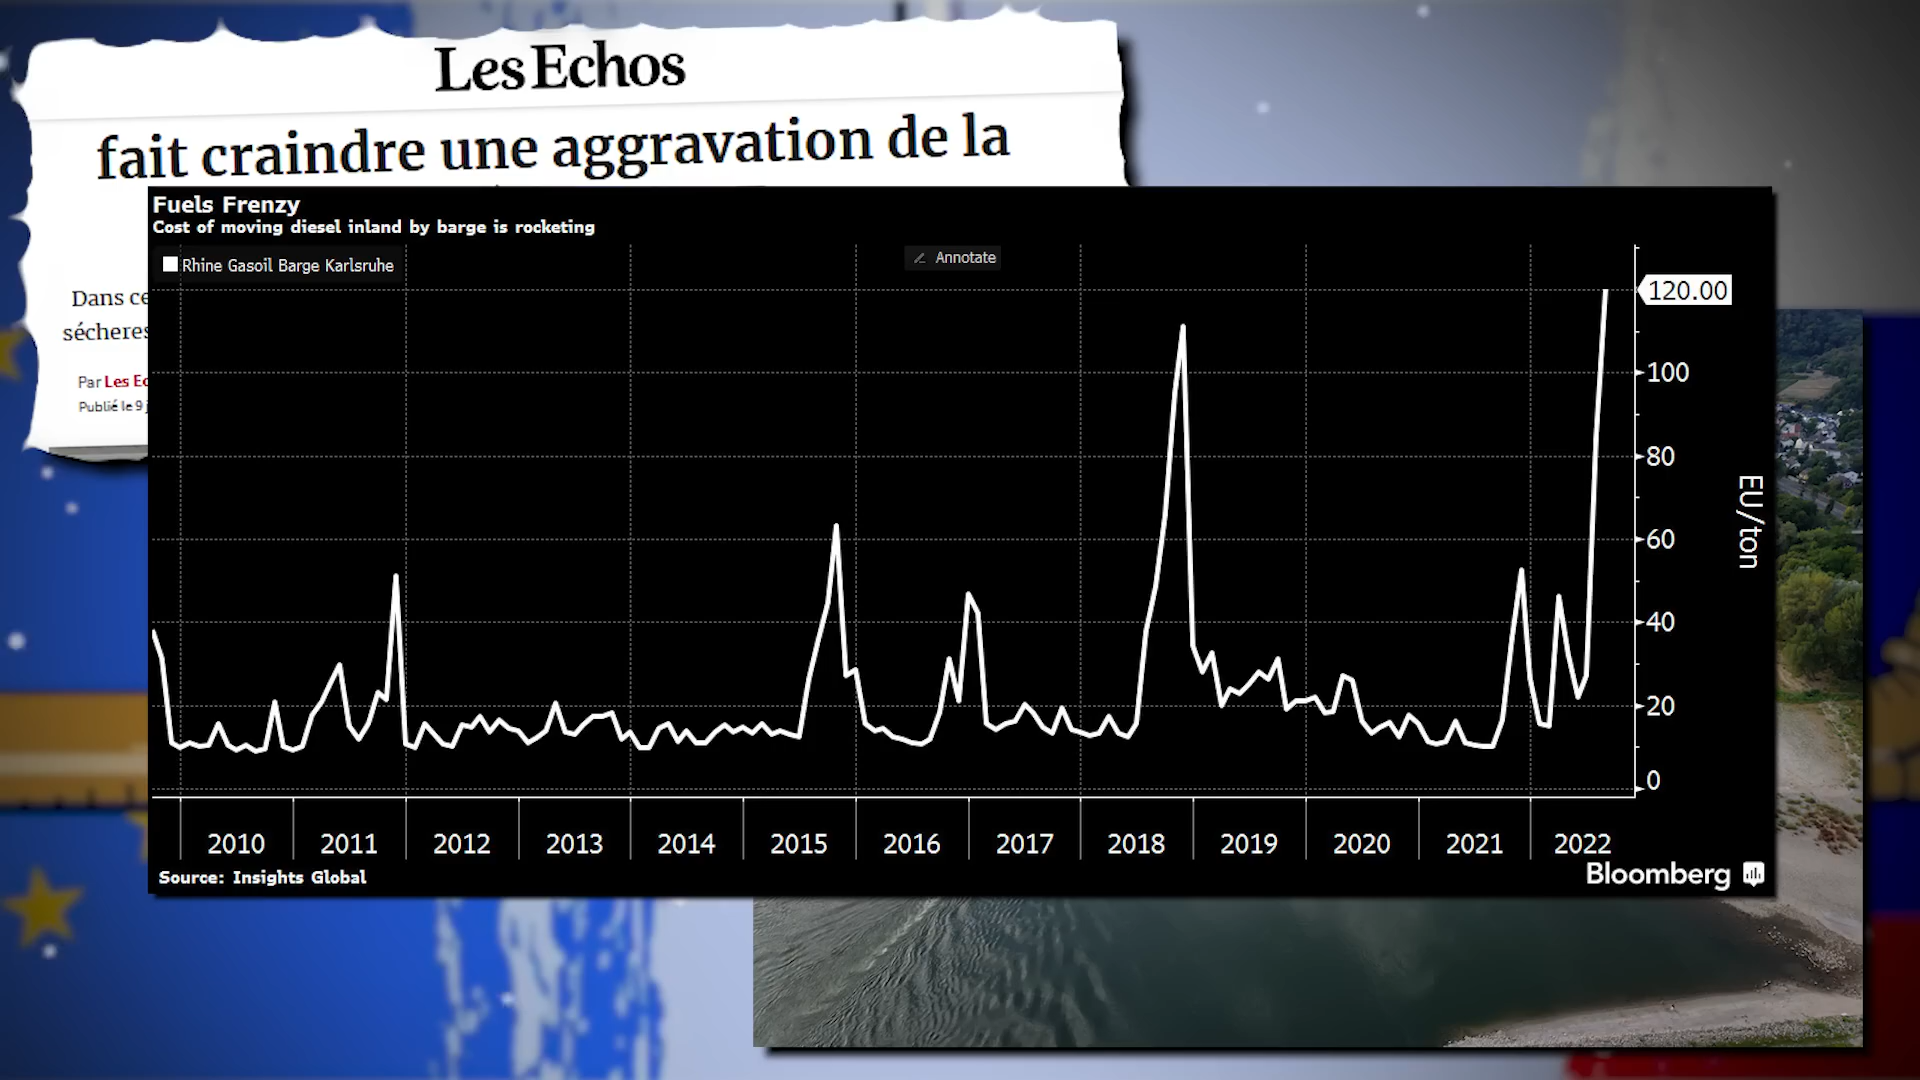 Les Echos
fait craindre une aggravation de la
Dans ce
sécheres
Par Les Ec
Publié le 9 j
Fuels Frenzy
Cost of moving diesel inland by barge is rocketing
Rhine Gasoil Barge Karlsruhe
Annotate
120.00
100
80
60
40
20
0
EU/ton
2010 2011 2012 2013 2014 2015 2016 2017 2018 2019 2020 2021 2022
Source: Insights Global
Bloomberg